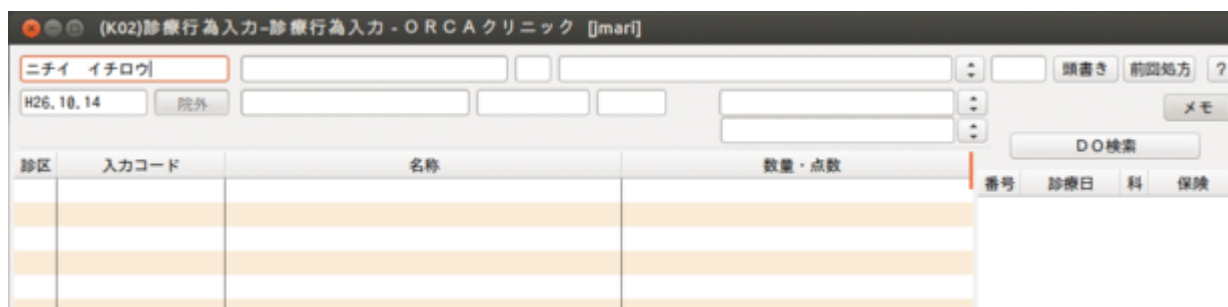 (K02)診療行為入力-診療行為入力 - ORCAクリニック [jmari]
ニチイ イチロウ 頭書き 前回処方 ?
H26.10.14 院外 メモ
DO検索
診区 入力コード 名称 数量・点数
番号 診療日 科 保険